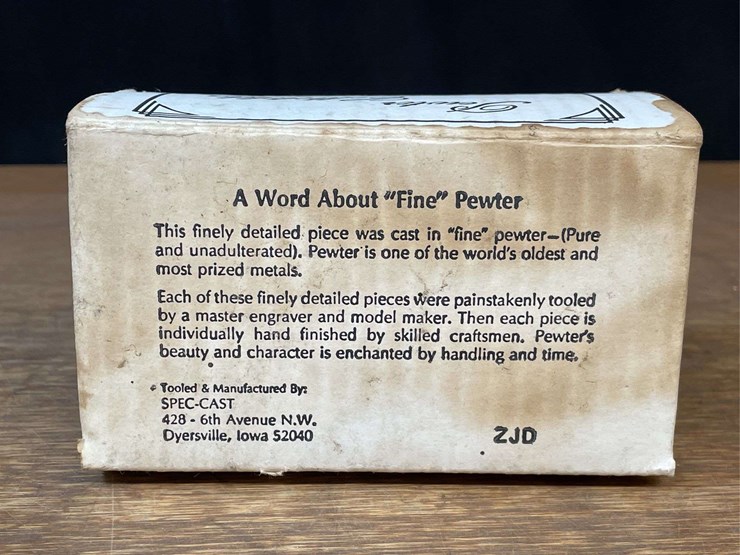 A Word About "Fine" Pewter
This finely detailed piece was cast in "fine" pewter—(Pure
and unadulterated). Pewter is one of the world's oldest and
most prized metals.
Each of these finely detailed pieces were painstakenly tooled
by a master engraver and model maker. Then each piece is
individually hand finished by skilled craftsmen. Pewter's
beauty and character is enchanted by handling and time.
Tooled & Manufactured By:
SPEC-CAST
428 - 6th Avenue N.W.
Dyersville, Iowa 52040
ZJD